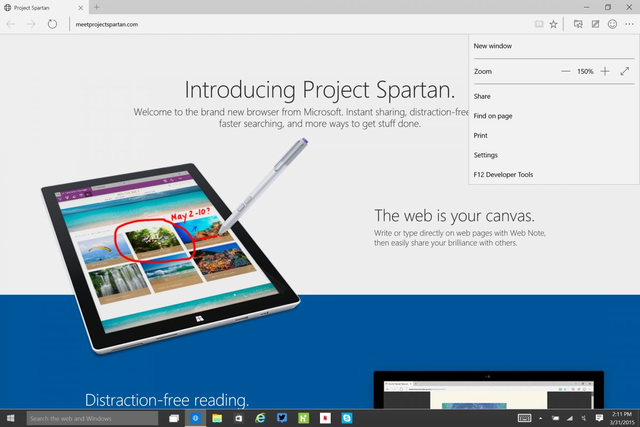 Project Spartan
meetprojectspartan.com
New window
Zoom
150%
Share
Find on page
Print
Settings
F12 Developer Tools
Introducing Project Spartan.
Welcome to the brand new browser from Microsoft. Instant sharing, distraction-free
faster searching, and more ways to get stuff done.
May 2-10?
The web is your canvas.
Write or type directly on web pages with Web Note,
then easily share your brilliance with others.
Distraction-free reading.
Search the web and Windows
2:11 PM
3/31/2015